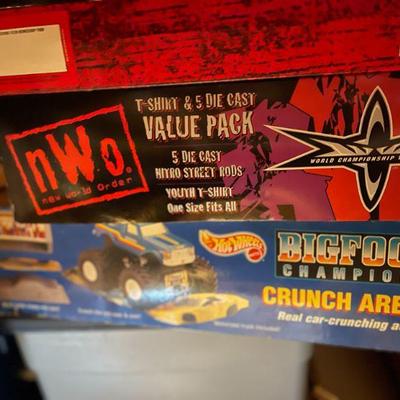 T-SHIRT & 5 DIE CAST
VALUE PACK
nWo.
new world order
5 DIE CAST
NITRO STREET RODS
YOUTH T-SHIRT
One Size Fits All
WORLD CHAMPIONSHIP
Hot Wheels
BIGFOO
CHAMPIO
CRUNCH ARE
Real car-crunching a